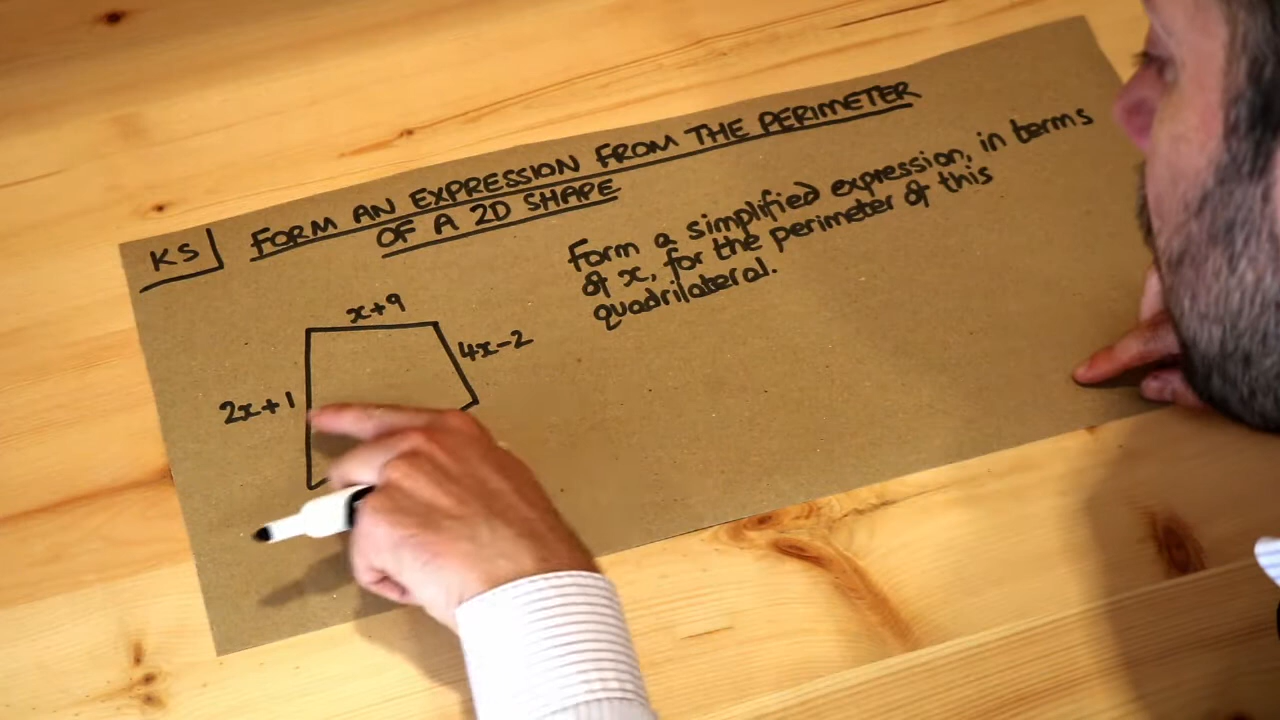 KS
FORM AN EXPRESSION FROM THE PERIMETER
OF A 2D SHAPE
Form a simplified expression, in terms
of x, for the perimeter of this
quadrilateral.
x+9
4x-2
2x+1